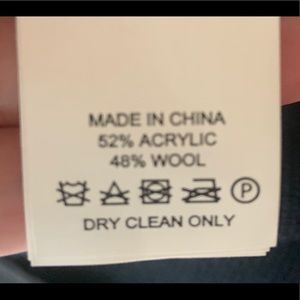 MADE IN CHINA
52% ACRYLIC
48% WOOL
P
DRY CLEAN ONLY